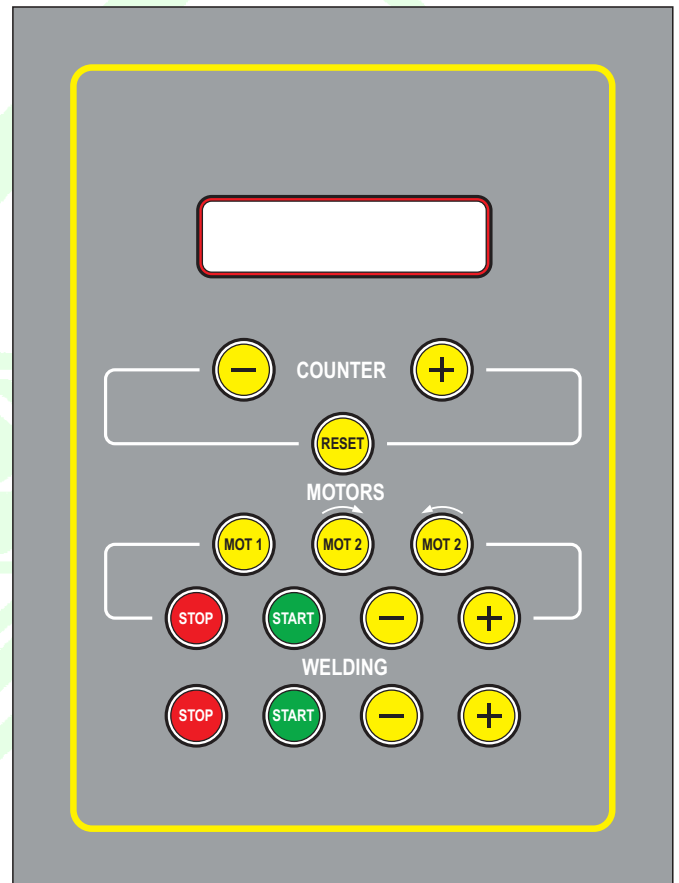 − COUNTER +
RESET
MOTORS
MOT 1 MOT 2 MOT 2
STOP START − +
WELDING
STOP START − +